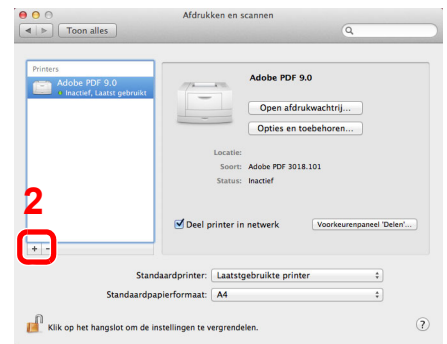 Afdrukken en scannen
Toon alles
Printers
Adobe PDF 9.0
Inactief, Laatst gebruikt
Adobe PDF 9.0
Open afdrukwachtrij...
Opties en toebehoren...
Locatie:
Soort: Adobe PDF 3018.101
Status: Inactief
2
Deel printer in netwerk
Voorkeurenpaneel 'Delen'...
+ -
Standaardprinter: Laatstgebruikte printer
Standaardpapierformaat: A4
Klik op het hangslot om de instellingen te vergrendelen.
?